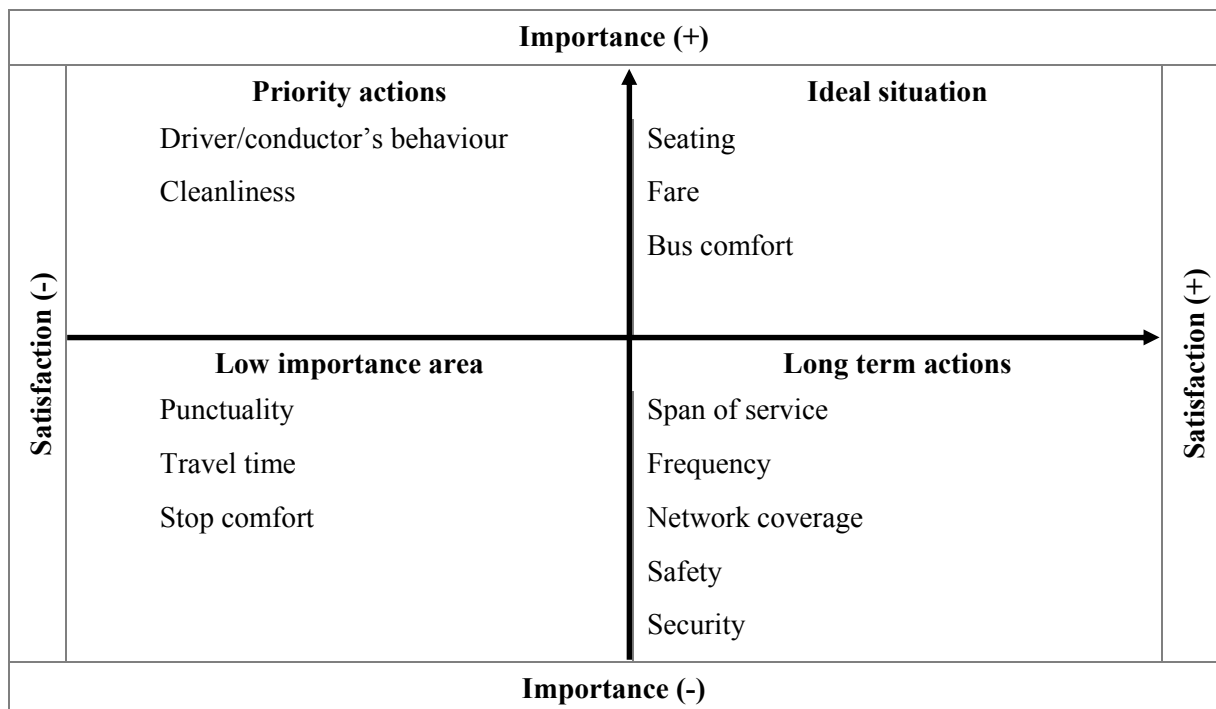 Importance (+)
Satisfaction (-)
Priority actions
Driver/conductor’s behaviour
Cleanliness
Ideal situation
Seating
Fare
Bus comfort
Low importance area
Punctuality
Travel time
Stop comfort
Long term actions
Span of service
Frequency
Network coverage
Safety
Security
Satisfaction (+)
Importance (-)